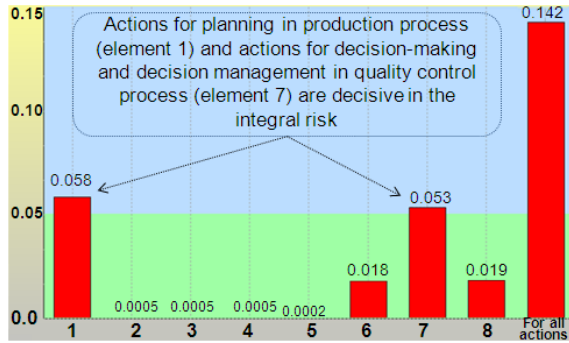 0.15
0.142
Actions for planning in production process
(element 1) and actions for decision-making
and decision management in quality control
process (element 7) are decisive in the
integral risk
0.10
0.058
0.053
0.05
0.018
0.019
0.0005
0.0005
0.0005
0.0002
0.0
1 2 3 4 5 6 7 8 For all
actions